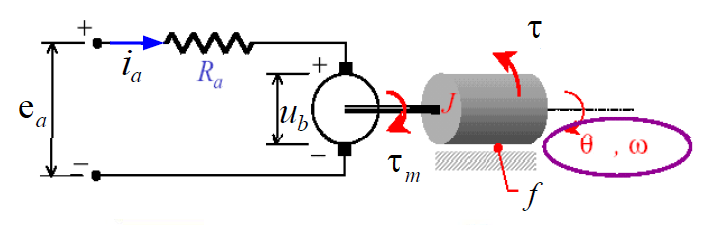 +
i_a
R_a
e_a
+
u_b
−
−
τ_m
J
τ
θ , ω
f